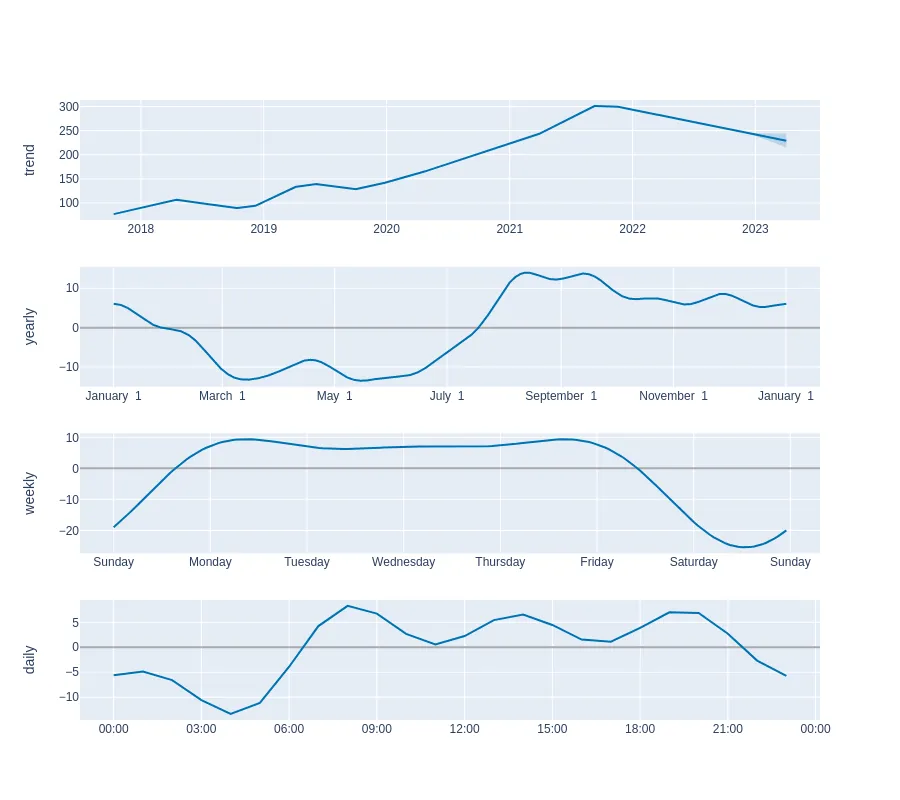 300
250
200
150
100
trend
2018 2019 2020 2021 2022 2023
10
0
−10
yearly
January 1 March 1 May 1 July 1 September 1 November 1 January 1
10
0
−10
−20
weekly
Sunday Monday Tuesday Wednesday Thursday Friday Saturday Sunday
5
0
−5
−10
daily
00:00 03:00 06:00 09:00 12:00 15:00 18:00 21:00 00:00